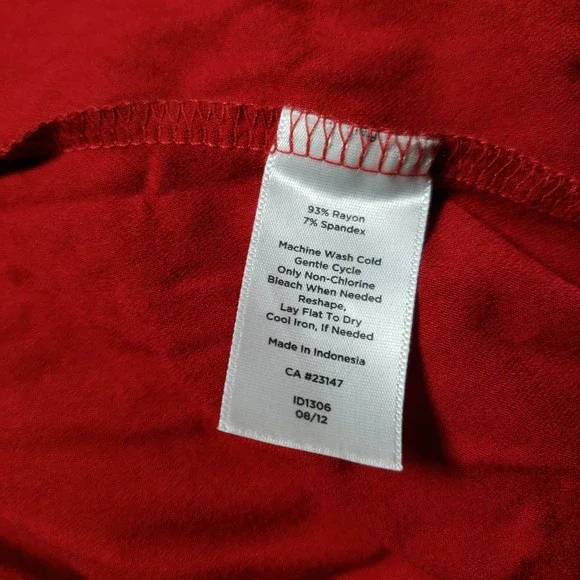 93% Rayon
7% Spandex
Machine Wash Cold
Gentle Cycle
Only Non-Chlorine
Bleach When Needed
Reshape,
Lay Flat To Dry
Cool Iron, If Needed
Made In Indonesia
CA #23147
ID1306
08/12